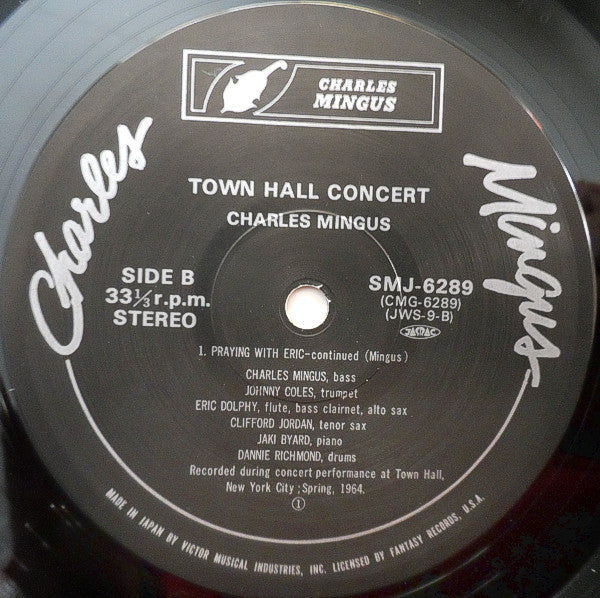 CHARLES
MINGUS
Charles Mingus
TOWN HALL CONCERT
CHARLES MINGUS
SIDE B
33⅓ r.p.m.
STEREO
SMJ-6289
(CMG-6289)
(JWS-9-B)
JASRAC
1. PRAYING WITH ERIC-continued (Mingus)
CHARLES MINGUS, bass
JOHNNY COLES, trumpet
ERIC DOLPHY, flute, bass clairnet, alto sax
CLIFFORD JORDAN, tenor sax
JAKI BYARD, piano
DANNIE RICHMOND, drums
Recorded during concert performance at Town Hall,
New York City ;Spring, 1964.
①
MADE IN JAPAN BY VICTOR MUSICAL INDUSTRIES, INC. LICENSED BY FANTASY RECORDS, U.S.A.